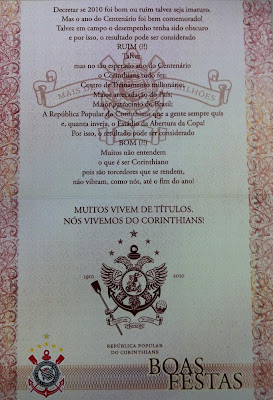 Decretar se 2010 foi bom ou ruim talvez seja imaturo.
Mas o ano do Centenário foi bem comemorado!
Talvez em campo o desempenho tenha sido obscuro
e por isso, o resultado pode ser considerado
RUIM (?!)
Talvez
mas no tão esperado ano do Centenário
o Corinthians tudo fez:
Centro de Treinamento milionário;
Maior arrecadação do País;
Maior patrocínio do Brasil;
A República Popular do Corinthians que a gente sempre quis
e, quanta inveja, o Estádio da Abertura da Copa!
Por isso, o resultado pode ser considerado
BOM (!!)
Muitos não entendem
o que é ser Corinthiano
pois são torcedores que se rendem,
não vibram, como nós, até o fim do ano!
MAIS
LHÕES
MUITOS VIVEM DE TÍTULOS.
NÓS VIVEMOS DO CORINTHIANS!
1910 2010
REPÚBLICA POPULAR
DO CORINTHIANS
BOAS
FESTAS